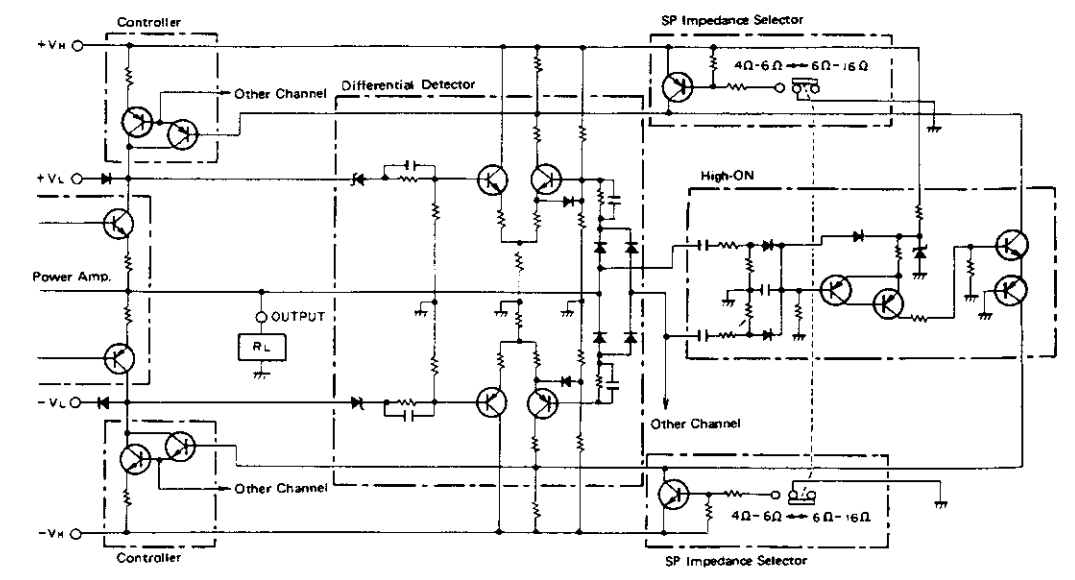 Controller
SP Impedance Selector
+VH
4Ω-6Ω ↔ 6Ω-16Ω
Other Channel
Differential Detector
+VL
High-ON
Power Amp.
OUTPUT
RL
-VL
Other Channel
Other Channel
4Ω-6Ω ↔ 6Ω-16Ω
-VH
Controller
SP Impedance Selector